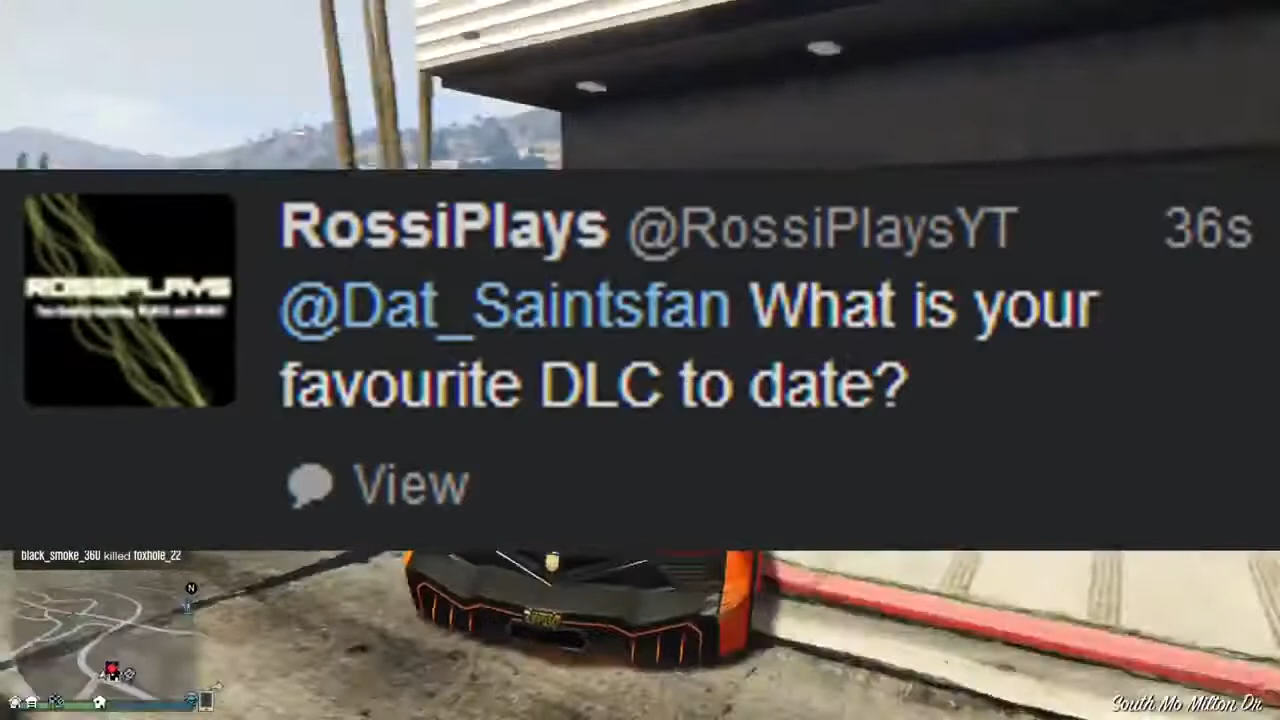 RossiPlays @RossiPlaysYT 36s
ROSSIPLAYS
@Dat_Saintsfan What is your
favourite DLC to date?
View
black_smoke_360 killed foxhole_22
N
South Mo Milton Dr